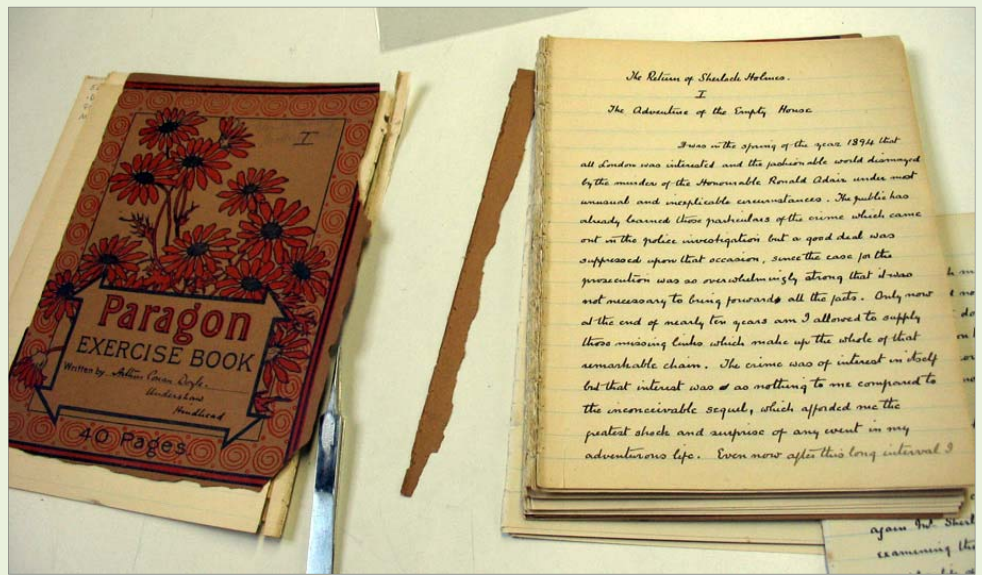 I
Paragon
EXERCISE BOOK
Written by Arthur Conan Doyle.
Undershaw
Hindhead
40 Pages.
The Return of Sherlock Holmes.
I
The Adventure of the Empty House
It was in the spring of the year 1894 that
all London was interested and the fashionable world dismayed
by the murder of the Honourable Ronald Adair under most
unusual and inexplicable circumstances. The public has
already learned those particulars of the crime which came
out in the police investigation but a good deal was
suppressed upon that occasion, since the case for the
prosecution was so overwhelmingly strong that it was
not necessary to bring forward all the facts. Only now
at the end of nearly ten years am I allowed to supply
those missing links which make up the whole of that
remarkable chain. The crime was of interest in itself
but that interest was as nothing to me compared to
the inconceivable sequel, which afforded me the
greatest shock and surprise of any event in my
adventurous life. Even now after this long interval I
again Mr Sherl
examining the